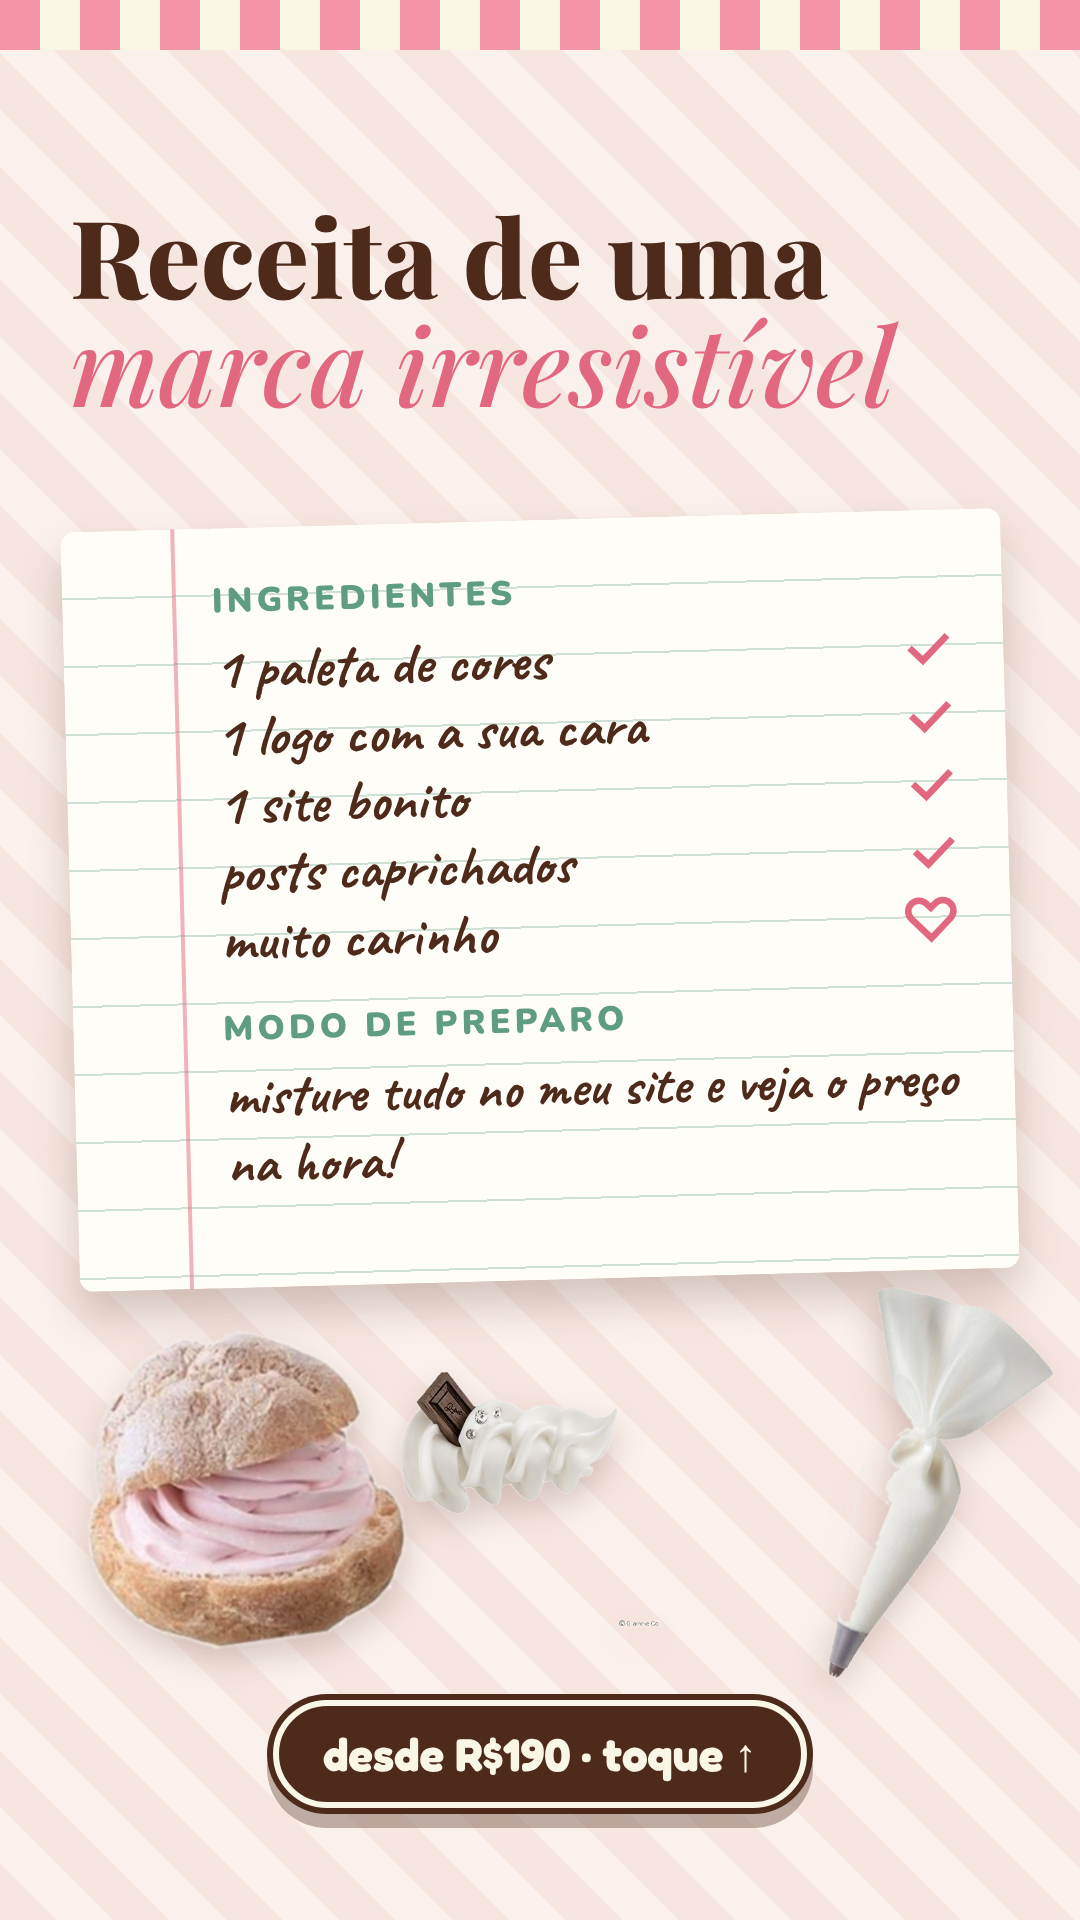 Receita de uma
marca irresistível
INGREDIENTES
1 paleta de cores
1 logo com a sua cara
1 site bonito
posts caprichados
muito carinho
MODO DE PREPARO
misture tudo no meu site e veja o preço
na hora!
desde R$190 · toque ↑